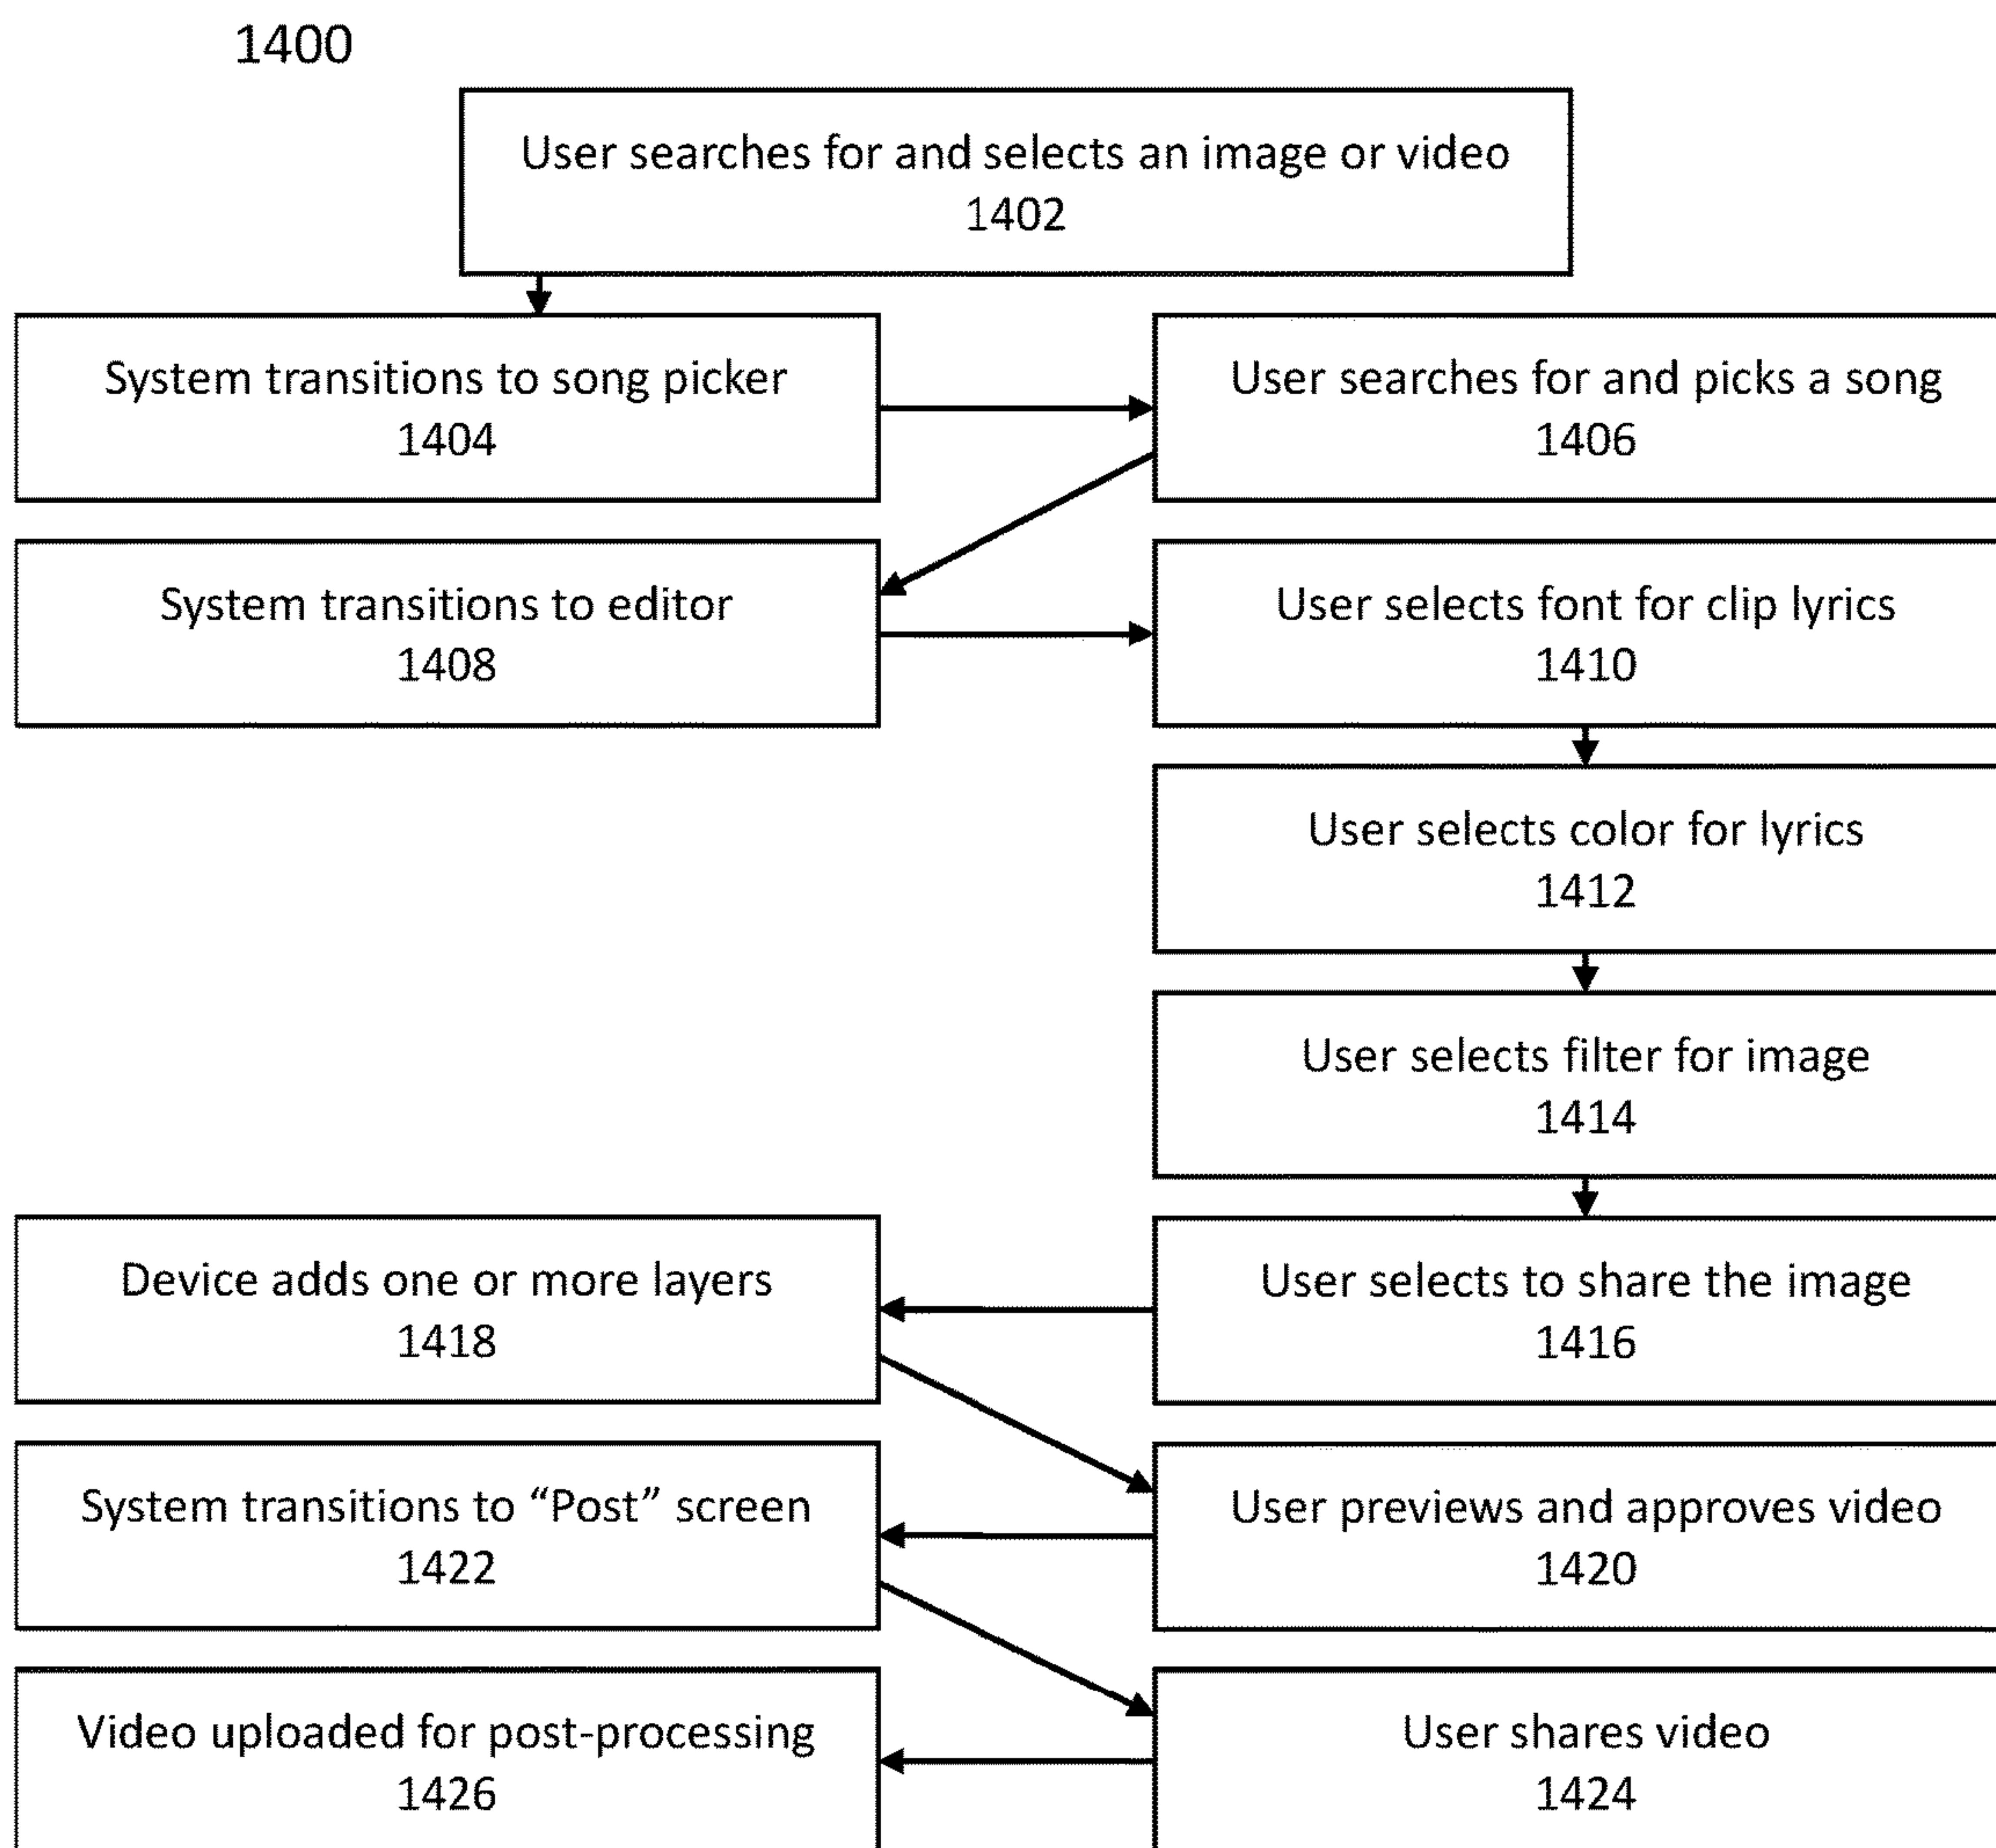 1400
User searches for and selects an image or video
1402
System transitions to song picker
1404
User searches for and picks a song
1406
System transitions to editor
1408
User selects font for clip lyrics
1410
User selects color for lyrics
1412
User selects filter for image
1414
User selects to share the image
1416
Device adds one or more layers
1418
User previews and approves video
1420
System transitions to “Post” screen
1422
User shares video
1424
Video uploaded for post-processing
1426